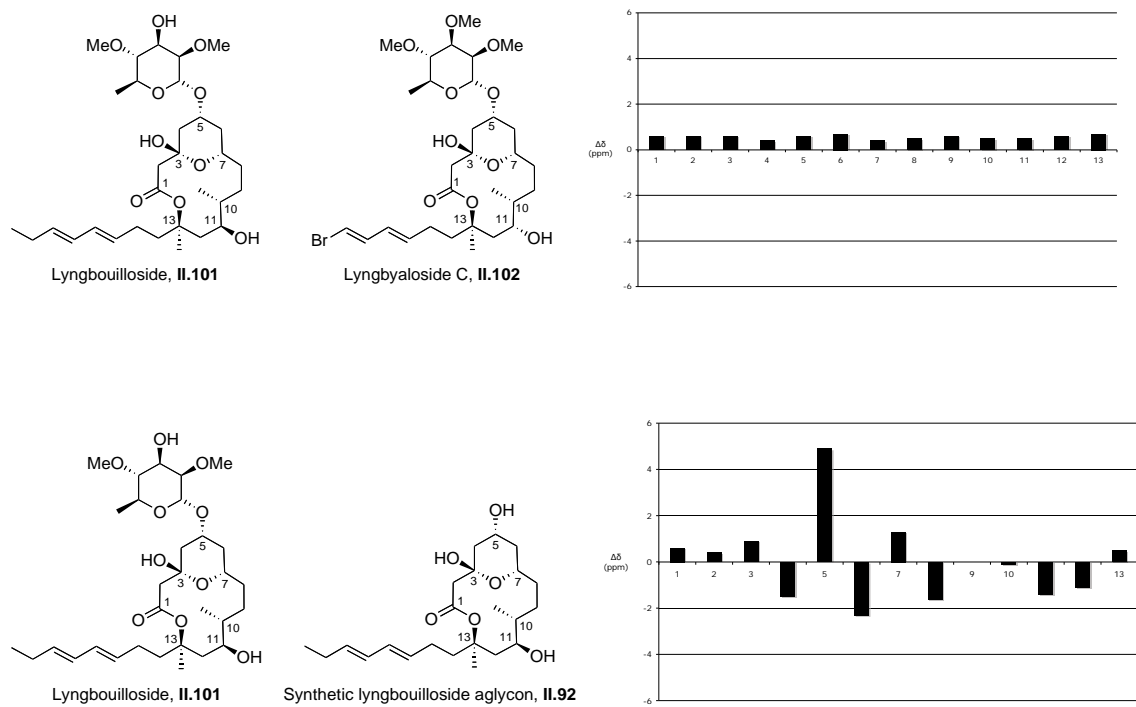 OH
MeO
OMe
O
O
5
HO
3
O
7
1
O
O
10
11
13
OH
Lyngbouilloside, II.101
OMe
MeO
OMe
O
O
5
HO
3
O
7
1
O
O
10
11
13
Br
OH
Lyngbyaloside C, II.102
6
4
2
0
-2
-4
-6
Δδ
(ppm)
1 2 3 4 5 6 7 8 9 10 11 12 13
OH
MeO
OMe
O
O
5
HO
3
O
7
1
O
O
10
11
13
OH
Lyngbouilloside, II.101
OH
5
HO
3
O
7
1
O
O
10
11
13
OH
Synthetic lyngbouilloside aglycon, II.92
6
4
2
0
-2
-4
-6
Δδ
(ppm)
1 2 3 5 7 9 10 13